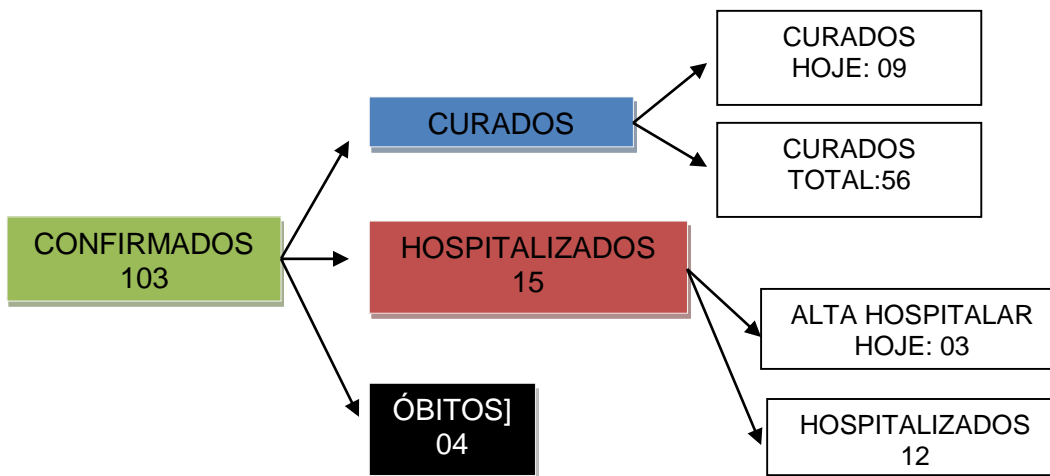 CURADOS
HOJE: 09
CURADOS
CURADOS
TOTAL:56
CONFIRMADOS
103
HOSPITALIZADOS
15
ALTA HOSPITALAR
HOJE: 03
ÓBITOS]
04
HOSPITALIZADOS
12